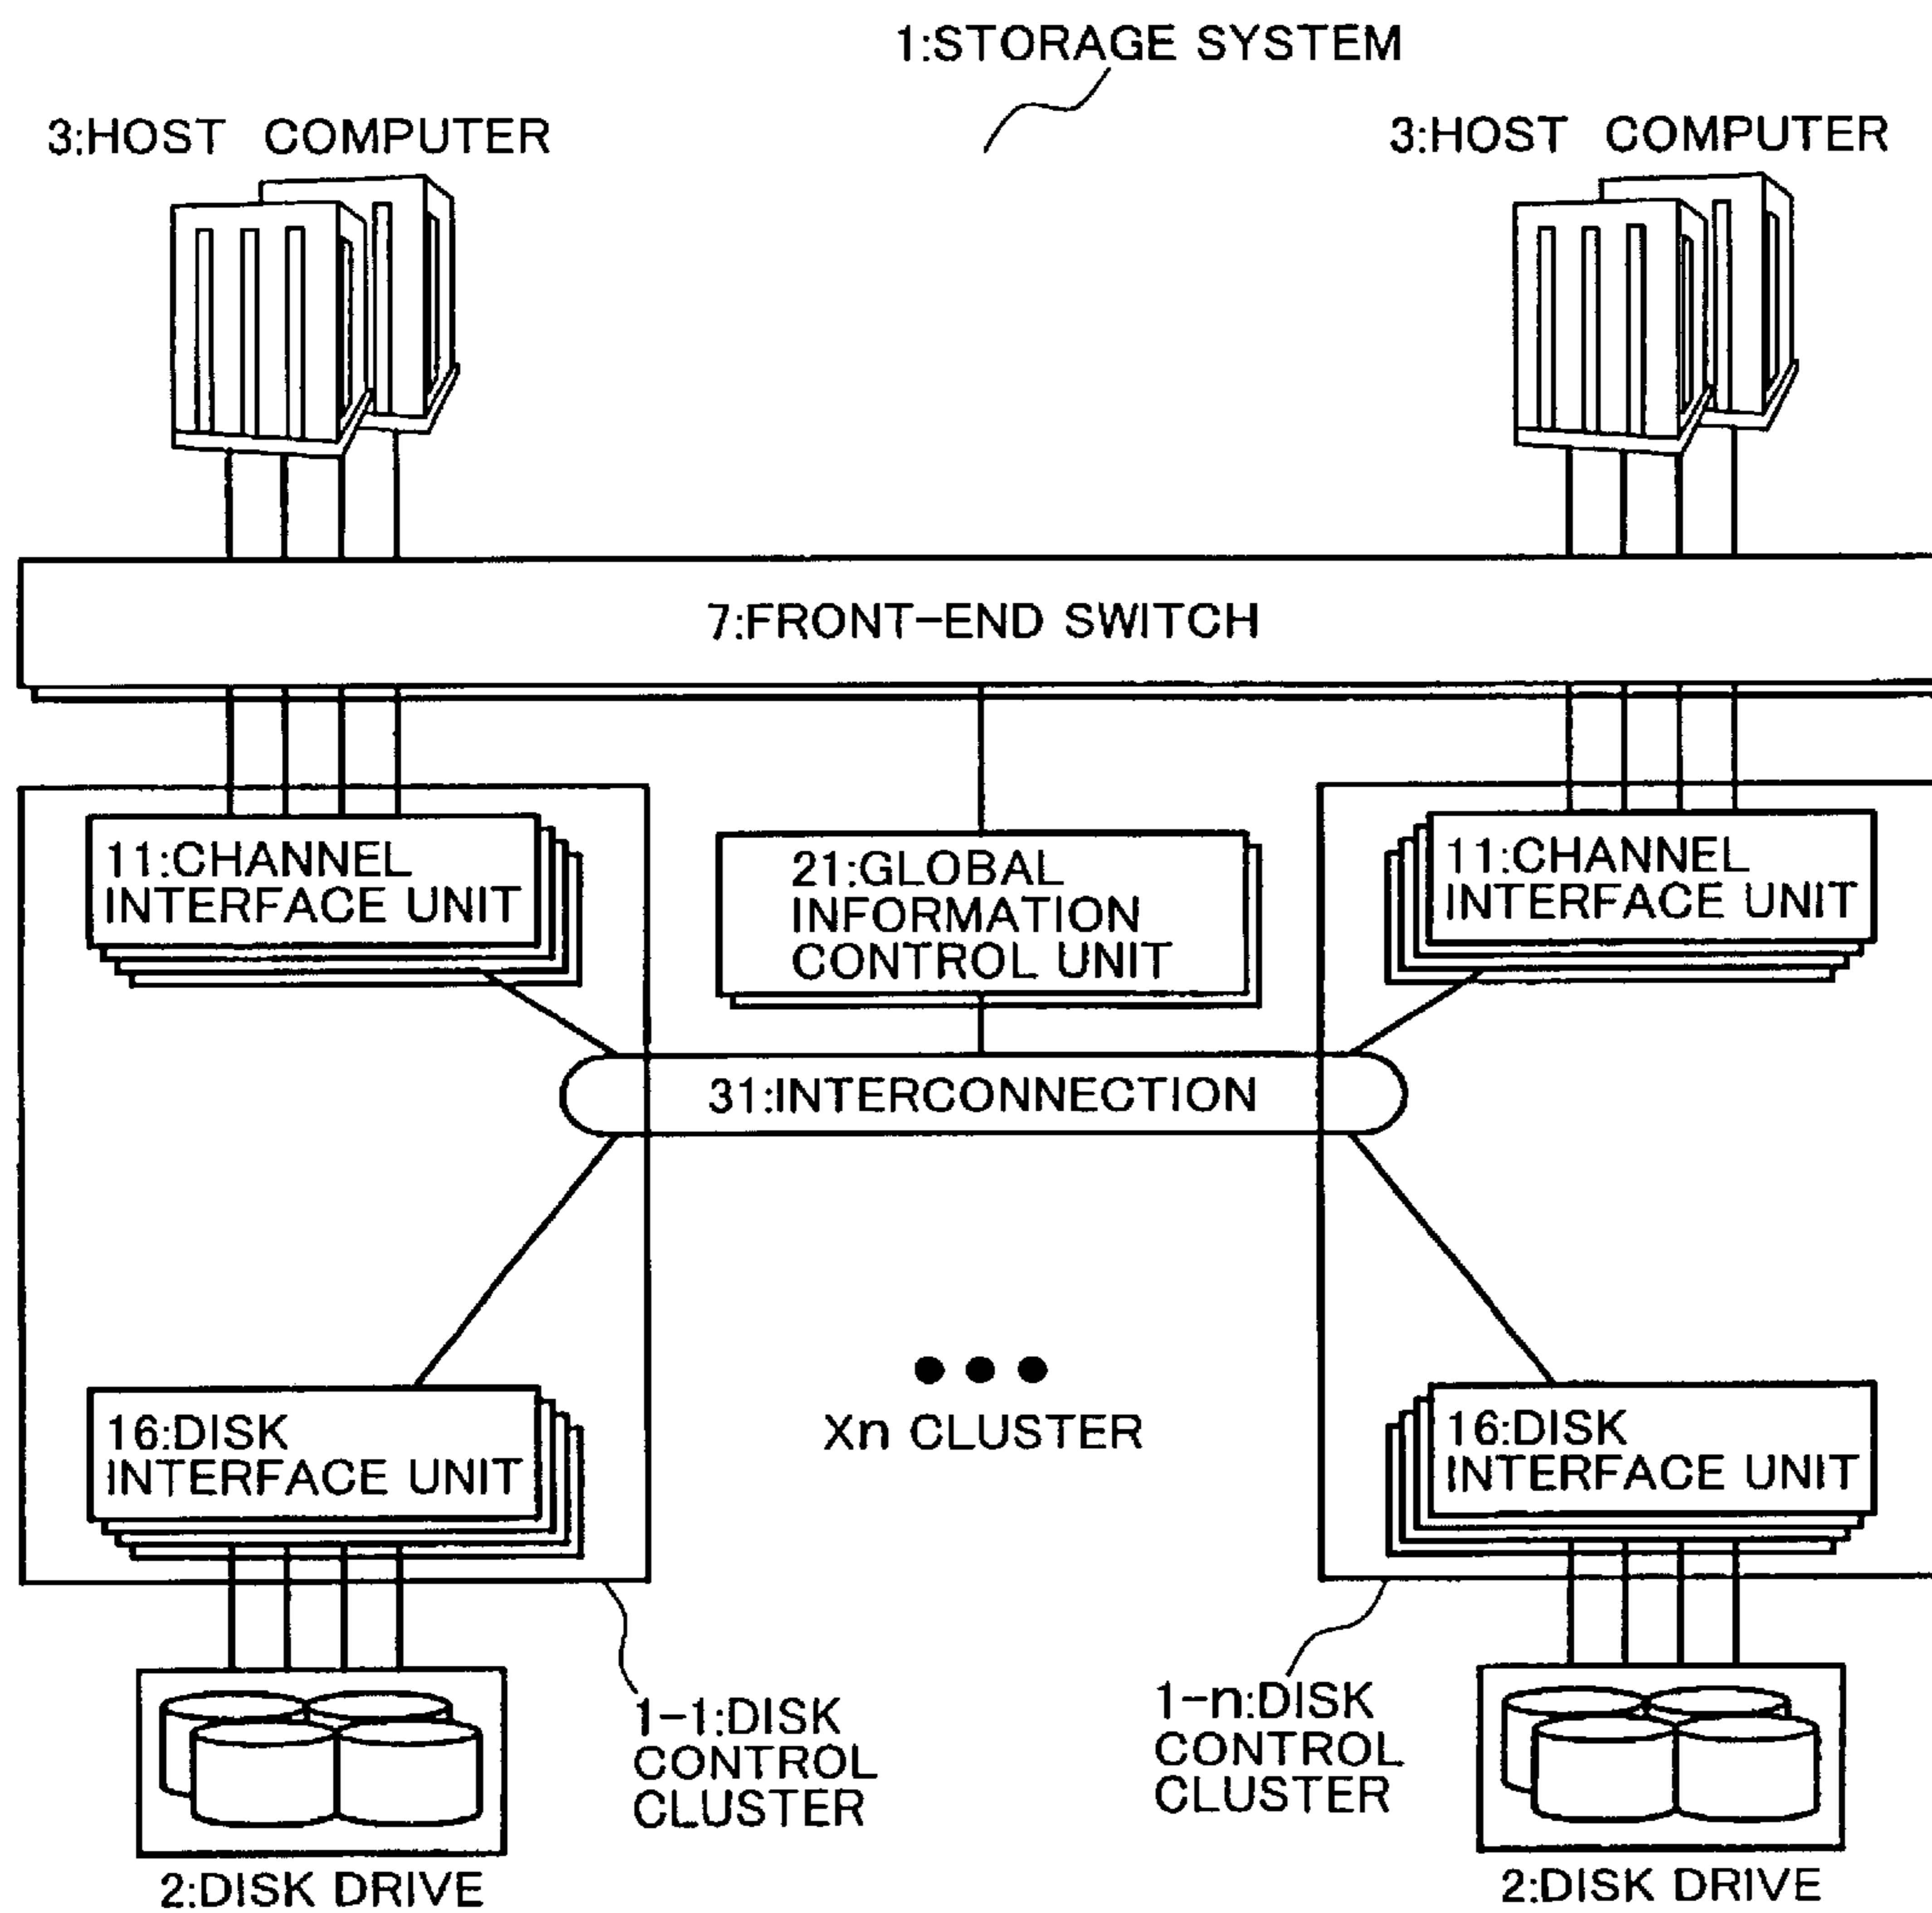 1:STORAGE SYSTEM
3:HOST COMPUTER
3:HOST COMPUTER
7:FRONT-END SWITCH
11:CHANNEL
INTERFACE UNIT
21:GLOBAL
INFORMATION
CONTROL UNIT
11:CHANNEL
INTERFACE UNIT
31:INTERCONNECTION
16:DISK
INTERFACE UNIT
Xn CLUSTER
16:DISK
INTERFACE UNIT
1-1:DISK
CONTROL
CLUSTER
1-n:DISK
CONTROL
CLUSTER
2:DISK DRIVE
2:DISK DRIVE